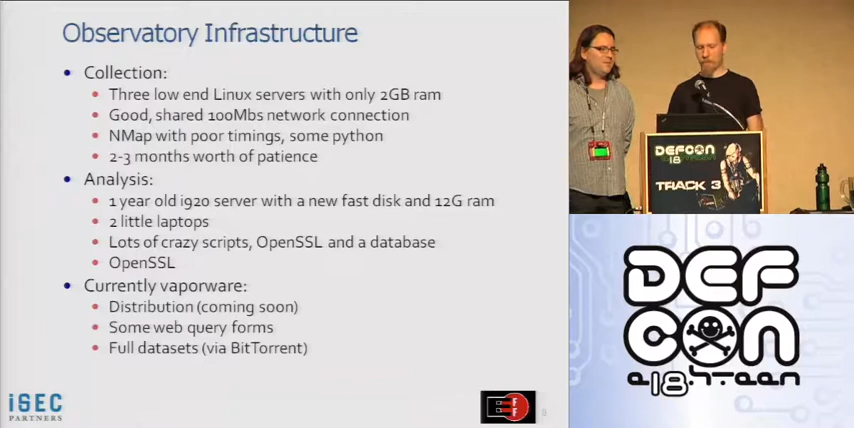 Observatory Infrastructure
Collection:
Three low end Linux servers with only 2GB ram
Good, shared 100Mbs network connection
NMap with poor timings, some python
2-3 months worth of patience
Analysis:
1 year old i920 server with a new fast disk and 12G ram
2 little laptops
Lots of crazy scripts, OpenSSL and a database
OpenSSL
Currently vaporware:
Distribution (coming soon)
Some web query forms
Full datasets (via BitTorrent)
iSEC
PARTNERS
EFF
DEFCON
18
TRACK 3
DEF
CON
e18hteen